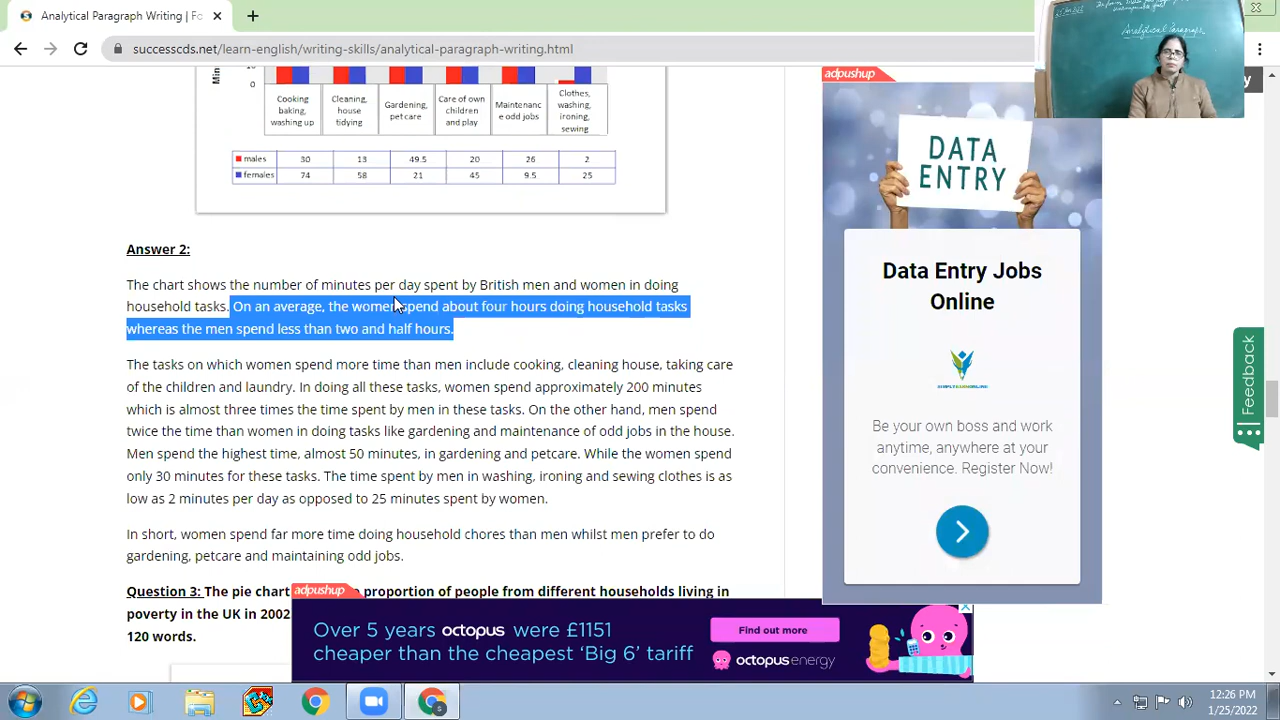 Analytical Paragraph Writing | Fo
successcds.net/learn-english/writing-skills/analytical-paragraph-writing.html
Analytical Paragraph
adpushup
Min
0
Cooking baking, washing up
Cleaning, house tidying
Gardening, pet care
Care of own children and play
Maintenanc e odd jobs
Clothes, washing, ironing, sewing
males 30 13 49.5 20 26 2
females 74 58 21 45 9.5 25
Answer 2:
The chart shows the number of minutes per day spent by British men and women in doing
household tasks. On an average, the women spend about four hours doing household tasks
whereas the men spend less than two and half hours.
The tasks on which women spend more time than men include cooking, cleaning house, taking care
of the children and laundry. In doing all these tasks, women spend approximately 200 minutes
which is almost three times the time spent by men in these tasks. On the other hand, men spend
twice the time than women in doing tasks like gardening and maintenance of odd jobs in the house.
Men spend the highest time, almost 50 minutes, in gardening and petcare. While the women spend
only 30 minutes for these tasks. The time spent by men in washing, ironing and sewing clothes is as
low as 2 minutes per day as opposed to 25 minutes spent by women.
In short, women spend far more time doing household chores than men whilst men prefer to do
gardening, petcare and maintaining odd jobs.
Question 3: The pie chart proportion of people from different households living in
poverty in the UK in 2002
120 words.
DATA
ENTRY
Data Entry Jobs
Online
Be your own boss and work
anytime, anywhere at your
convenience. Register Now!
Feedback
adpushup
Over 5 years octopus were £1151
cheaper than the cheapest 'Big 6' tariff
Find out more
octopus energy
12:26 PM
1/25/2022